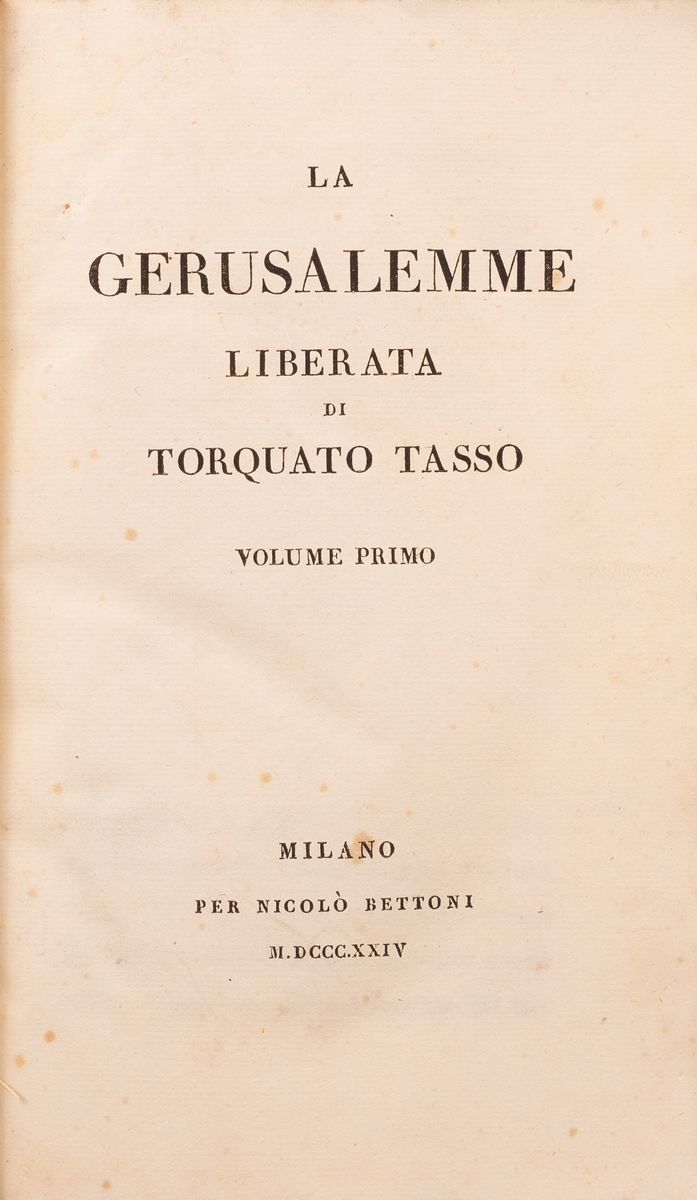 LA
GERUSALEMME
LIBERATA
DI
TORQUATO TASSO
VOLUME PRIMO
MILANO
PER NICOLÒ BETTONI
M.DCCC.XXIV